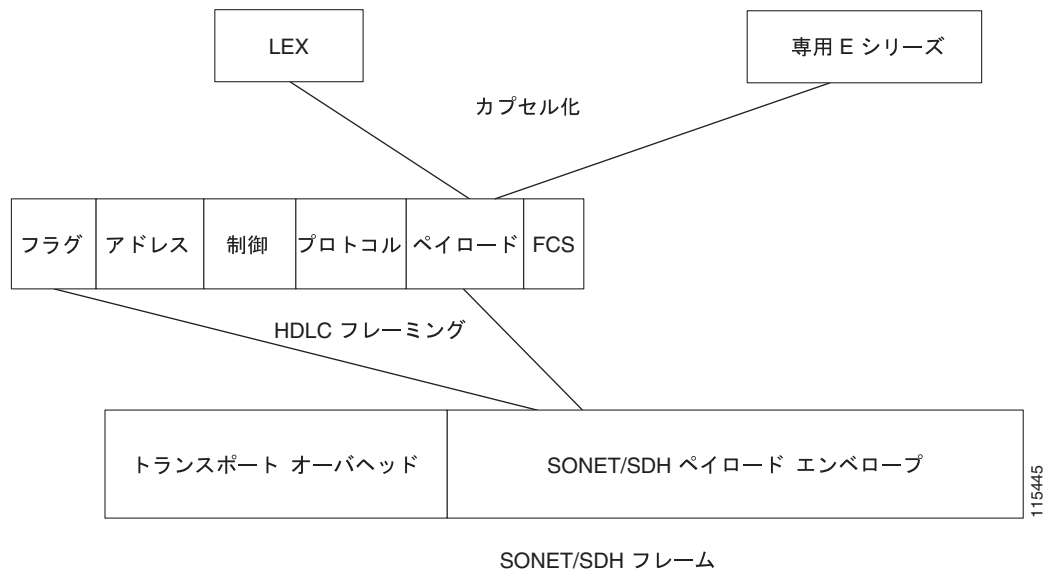 LEX
専用 E シリーズ
カプセル化
フラグ
アドレス
制御
プロトコル
ペイロード
FCS
HDLC フレーミング
トランスポート オーバヘッド
SONET/SDH ペイロード エンベロープ
115445
SONET/SDH フレーム